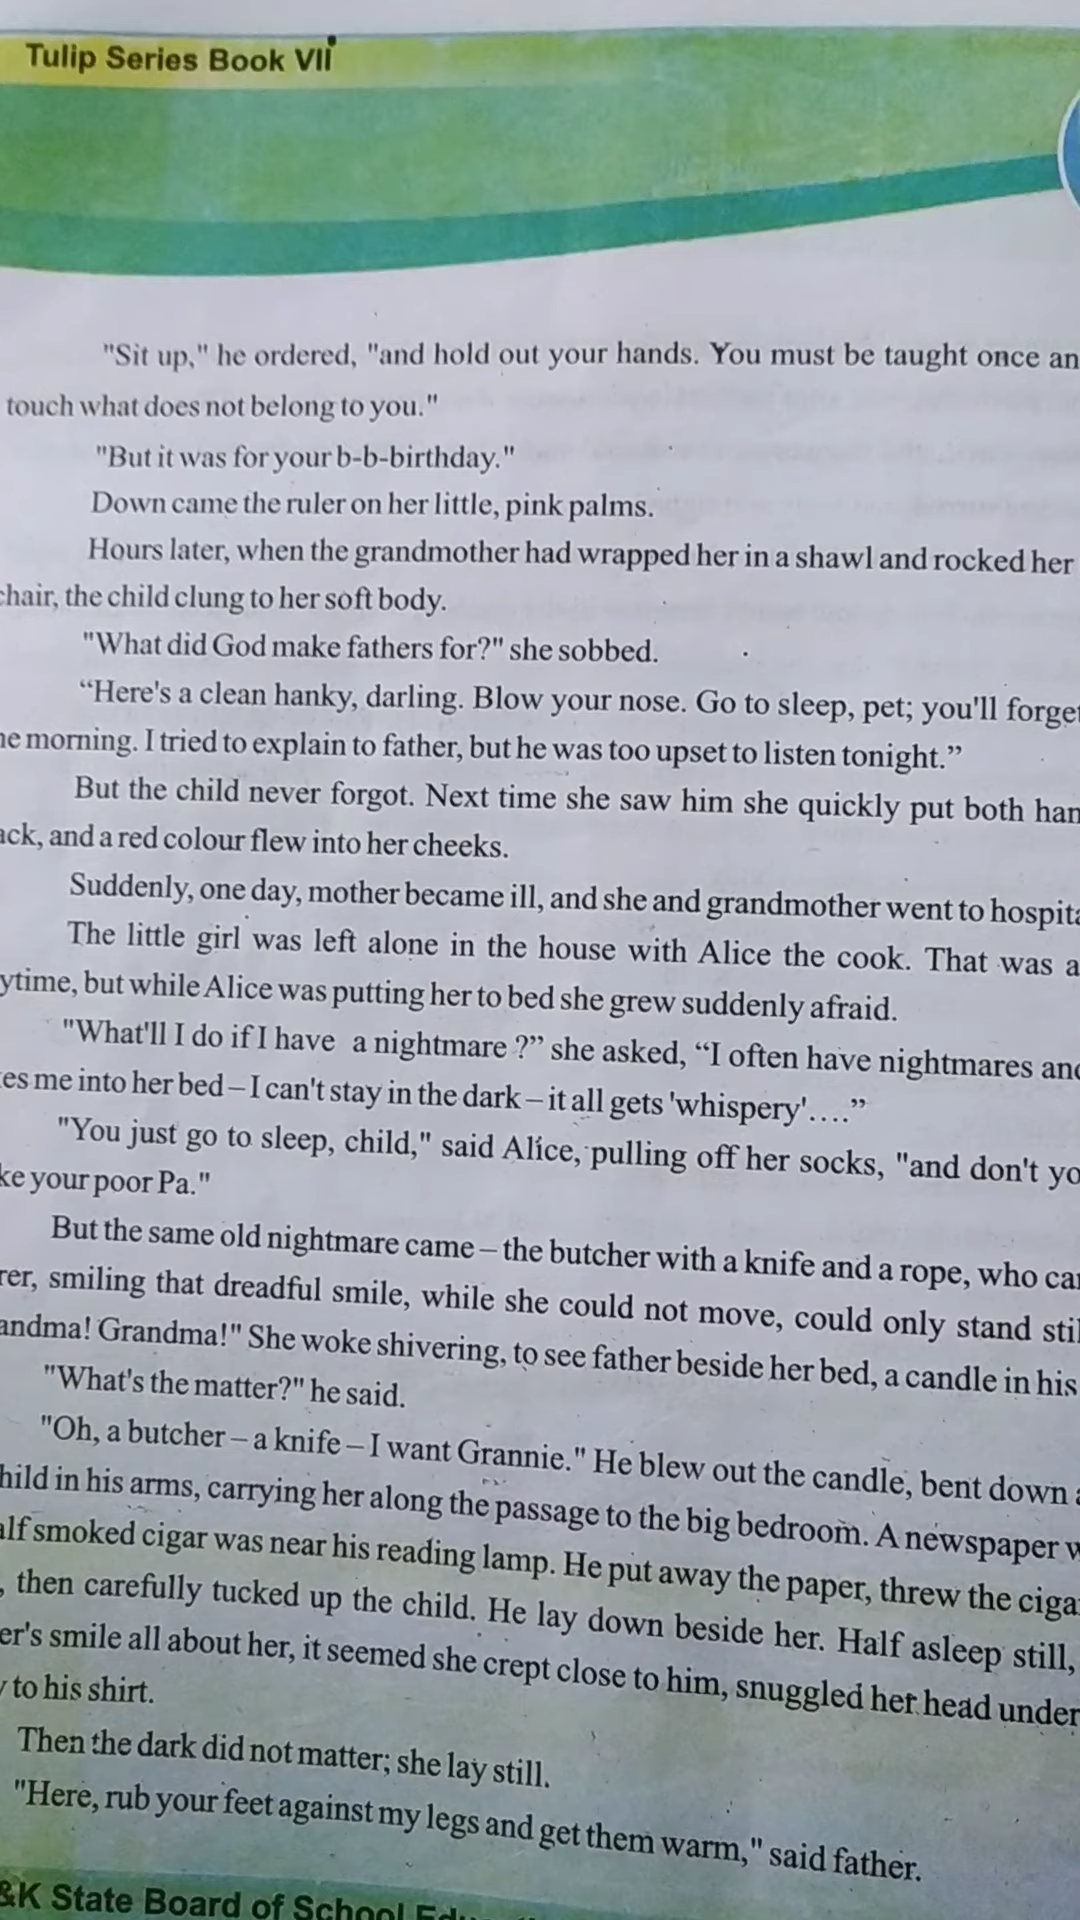 Tulip Series Book VII
"Sit up," he ordered, "and hold out your hands. You must be taught once an
touch what does not belong to you."
"But it was for your b-b-birthday."
Down came the ruler on her little, pink palms.
Hours later, when the grandmother had wrapped her in a shawl and rocked her
chair, the child clung to her soft body.
"What did God make fathers for?" she sobbed.
“Here's a clean hanky, darling. Blow your nose. Go to sleep, pet; you'll forget
he morning. I tried to explain to father, but he was too upset to listen tonight.”
But the child never forgot. Next time she saw him she quickly put both han
ack, and a red colour flew into her cheeks.
Suddenly, one day, mother became ill, and she and grandmother went to hospita
The little girl was left alone in the house with Alice the cook. That was a
ytime, but while Alice was putting her to bed she grew suddenly afraid.
"What'll I do if I have a nightmare ?” she asked, “I often have nightmares and
es me into her bed – I can't stay in the dark – it all gets 'whispery'....”
"You just go to sleep, child," said Alice, pulling off her socks, "and don't yo
ke your poor Pa."
But the same old nightmare came – the butcher with a knife and a rope, who car
rer, smiling that dreadful smile, while she could not move, could only stand stil
andma! Grandma!" She woke shivering, to see father beside her bed, a candle in his
"What's the matter?" he said.
"Oh, a butcher – a knife – I want Grannie." He blew out the candle, bent down a
hild in his arms, carrying her along the passage to the big bedroom. A newspaper w
alf smoked cigar was near his reading lamp. He put away the paper, threw the ciga
, then carefully tucked up the child. He lay down beside her. Half asleep still,
er's smile all about her, it seemed she crept close to him, snuggled her head under
y to his shirt.
Then the dark did not matter; she lay still.
"Here, rub your feet against my legs and get them warm," said father.
&K State Board of School Edu